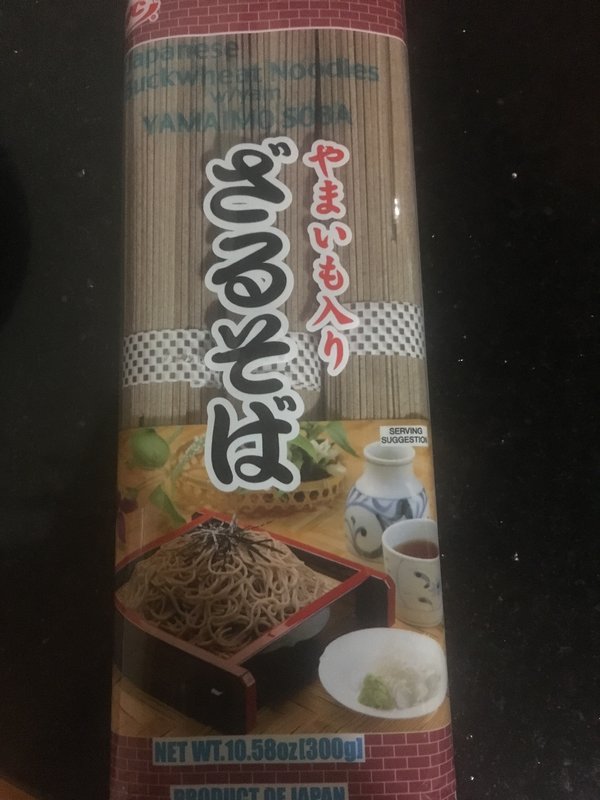 Japanese
Buckwheat Noodles
w/Yam
YAMAIMO SOBA
やまいも入り
ざるそば
SERVING
SUGGESTION
NET WT.10.58oz[300g]
PRODUCT OF JAPAN